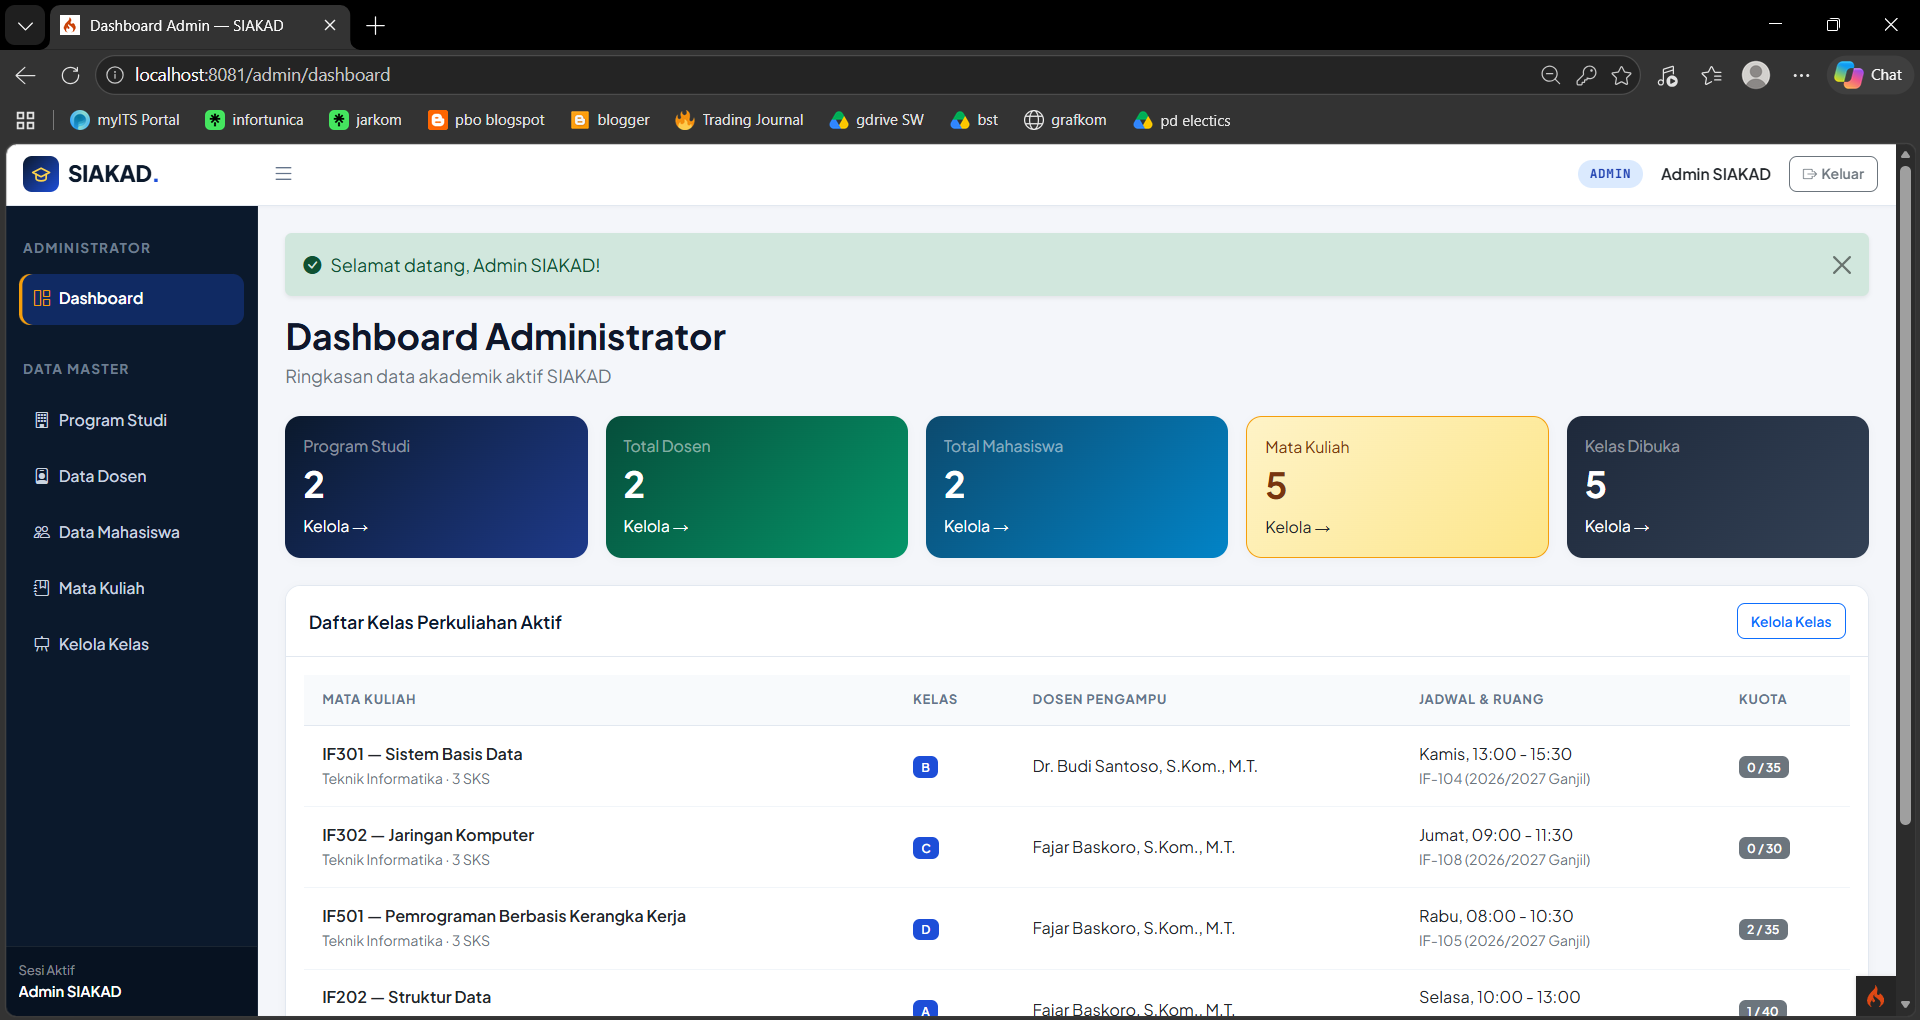 Dashboard Admin — SIAKAD
localhost:8081/admin/dashboard
Chat
myITS Portal
infortunica
jarkom
pbo blogspot
blogger
Trading Journal
gdrive SW
bst
grafkom
pd electics
SIAKAD.
ADMIN
Admin SIAKAD
Keluar
ADMINISTRATOR
Dashboard
DATA MASTER
Program Studi
Data Dosen
Data Mahasiswa
Mata Kuliah
Kelola Kelas
Sesi Aktif
Admin SIAKAD
Selamat datang, Admin SIAKAD!
Dashboard Administrator
Ringkasan data akademik aktif SIAKAD
Program Studi
2
Kelola →
Total Dosen
2
Kelola →
Total Mahasiswa
2
Kelola →
Mata Kuliah
5
Kelola →
Kelas Dibuka
5
Kelola →
Daftar Kelas Perkuliahan Aktif
Kelola Kelas
MATA KULIAH KELAS DOSEN PENGAMPU JADWAL & RUANG KUOTA
IF301 — Sistem Basis Data
Teknik Informatika · 3 SKS
B
Dr. Budi Santoso, S.Kom., M.T.
Kamis, 13:00 - 15:30
IF-104 (2026/2027 Ganjil)
0 / 35
IF302 — Jaringan Komputer
Teknik Informatika · 3 SKS
C
Fajar Baskoro, S.Kom., M.T.
Jumat, 09:00 - 11:30
IF-108 (2026/2027 Ganjil)
0 / 30
IF501 — Pemrograman Berbasis Kerangka Kerja
Teknik Informatika · 3 SKS
D
Fajar Baskoro, S.Kom., M.T.
Rabu, 08:00 - 10:30
IF-105 (2026/2027 Ganjil)
2 / 35
IF202 — Struktur Data
A
Fajar Baskoro, S.Kom., M.T.
Selasa, 10:00 - 13:00
1 / 40